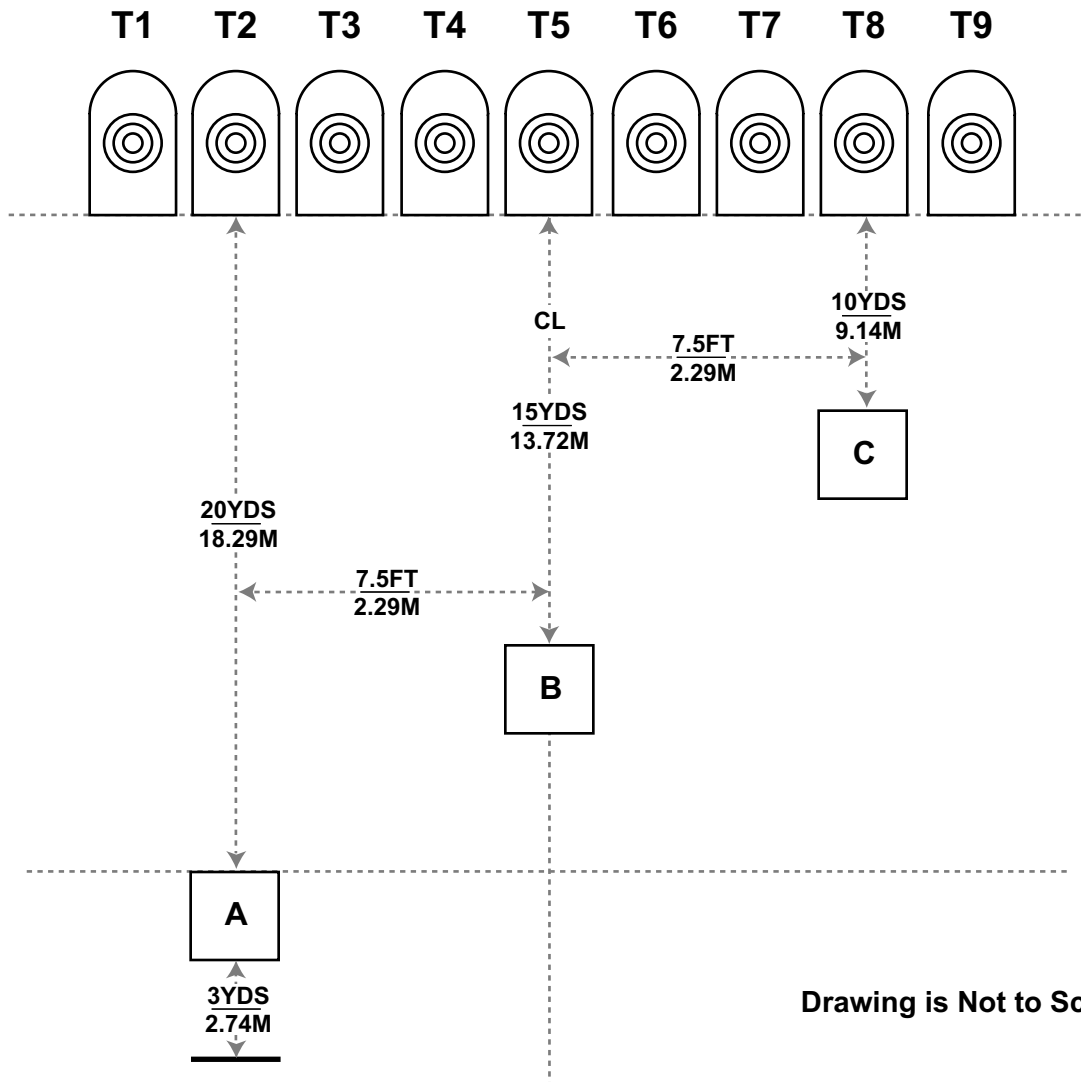 T1 T2 T3 T4 T5 T6 T7 T8 T9
10YDS
9.14M
CL
7.5FT
2.29M
15YDS
13.72M
C
20YDS
18.29M
7.5FT
2.29M
B
A
3YDS
2.74M
Drawing is Not to Sc